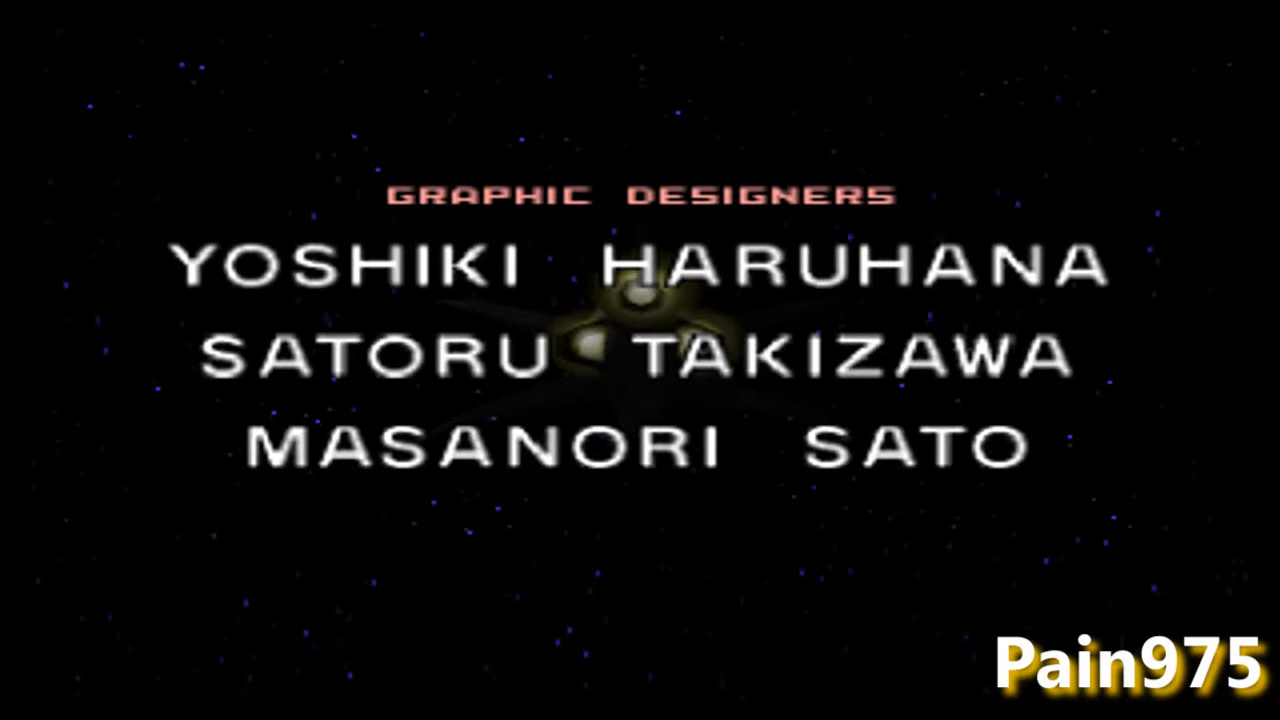 GRAPHIC DESIGNERS
YOSHIKI HARUHANA
SATORU TAKIZAWA
MASANORI SATO
Pain975